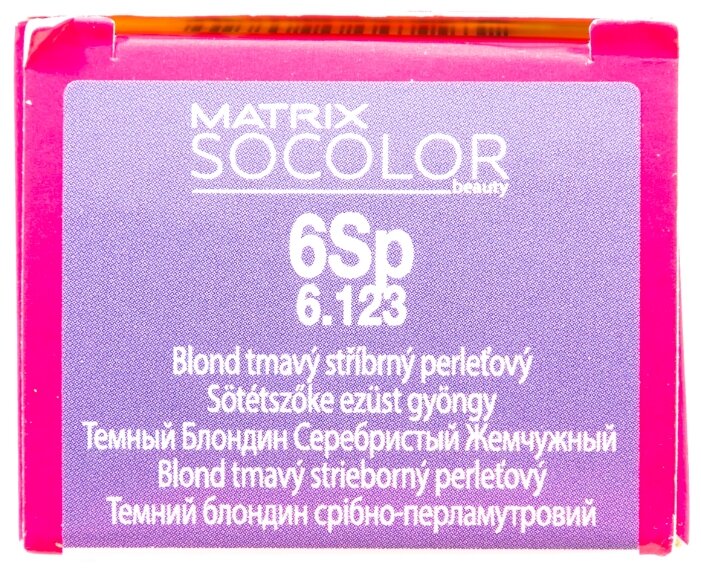 MATRIX
SOCOLOR
beauty
6Sp
6.123
Blond tmavý stříbrný perleťový
Sötétszőke ezüst gyöngy
Темный Блондин Серебристый Жемчужный
Blond tmavý strieborný perleťový
Темний блондин срібно-перламутровий